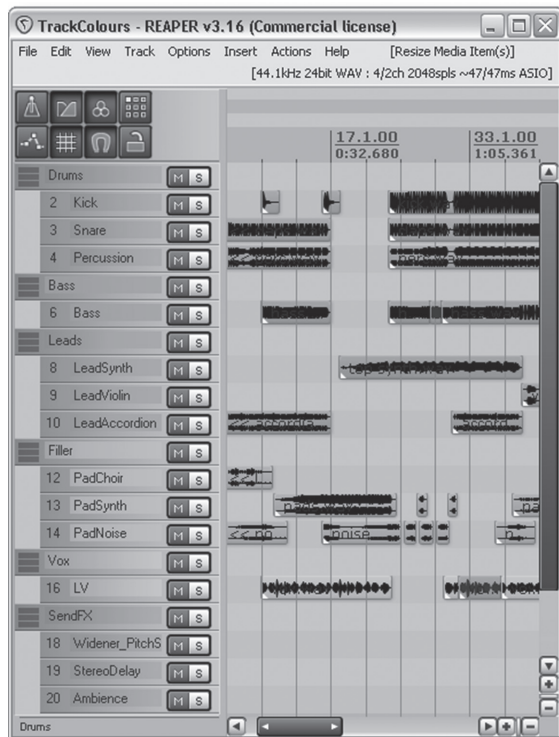 TrackColours - REAPER v3.16 (Commercial license)
File Edit View Track Options Insert Actions Help [Resize Media Item(s)]
[44.1kHz 24bit WAV : 4/2ch 2048spls ~47/47ms ASIO]
17.1.00 33.1.00
0:32.680 1:05.361
Drums M S
2 Kick M S
3 Snare M S
4 Percussion M S
Bass M S
6 Bass M S
Leads M S
8 LeadSynth M S
9 LeadViolin M S
10 LeadAccordion M S
Filler M S
12 PadChoir M S
13 PadSynth M S
14 PadNoise M S
noise
Vox M S
16 LV M S
SendFX M S
18 Widener_PitchS M S
19 StereoDelay M S
20 Ambience M S
Drums